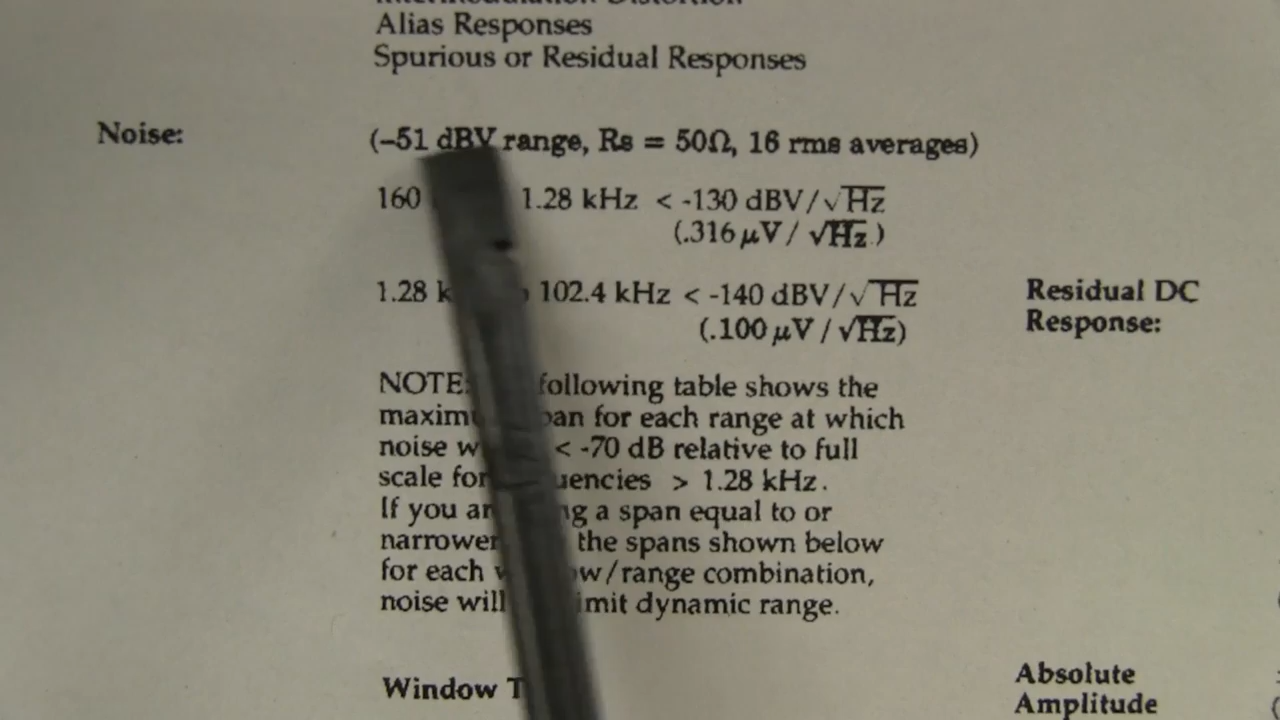 Alias Responses
Spurious or Residual Responses
Noise:
(-51 dBV range, Rs = 50Ω, 16 rms averages)
160 1.28 kHz < -130 dBV/√Hz
(.316 μV / √Hz )
1.28 k 102.4 kHz < -140 dBV/√Hz
(.100 μV / √Hz)
Residual DC
Response:
NOTE: following table shows the
maximu pan for each range at which
noise w < -70 dB relative to full
scale for uencies > 1.28 kHz.
If you ar ng a span equal to or
narrower the spans shown below
for each w ow/range combination,
noise will imit dynamic range.
Window T
Absolute
Amplitude